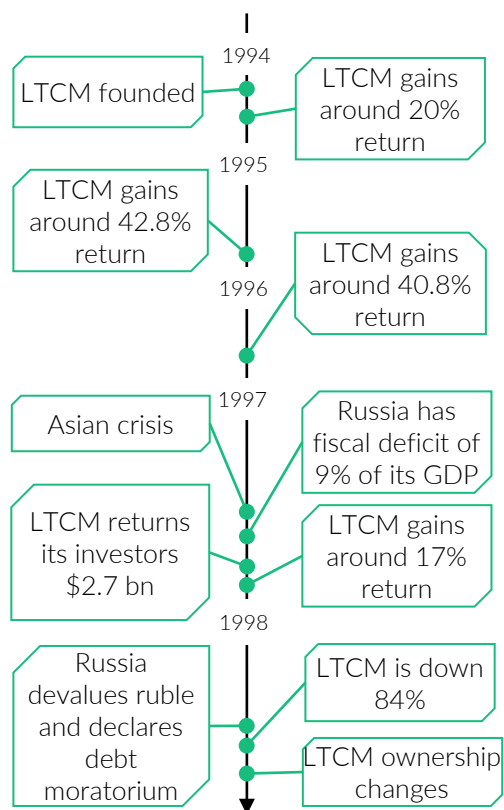 1994
LTCM founded
LTCM gains
around 20%
return
1995
LTCM gains
around 42.8%
return
1996
LTCM gains
around 40.8%
return
1997
Asian crisis
Russia has
fiscal deficit of
9% of its GDP
LTCM returns
its investors
$2.7 bn
LTCM gains
around 17%
return
1998
Russia
devalues ruble
and declares
debt
moratorium
LTCM is down
84%
LTCM ownership
changes